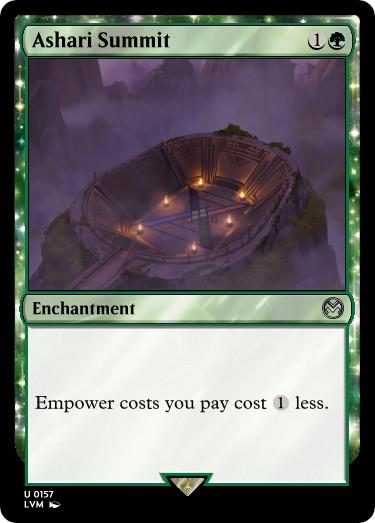 Ashari Summit 1
Enchantment
Empower costs you pay cost 1 less.
U 0157
LVM